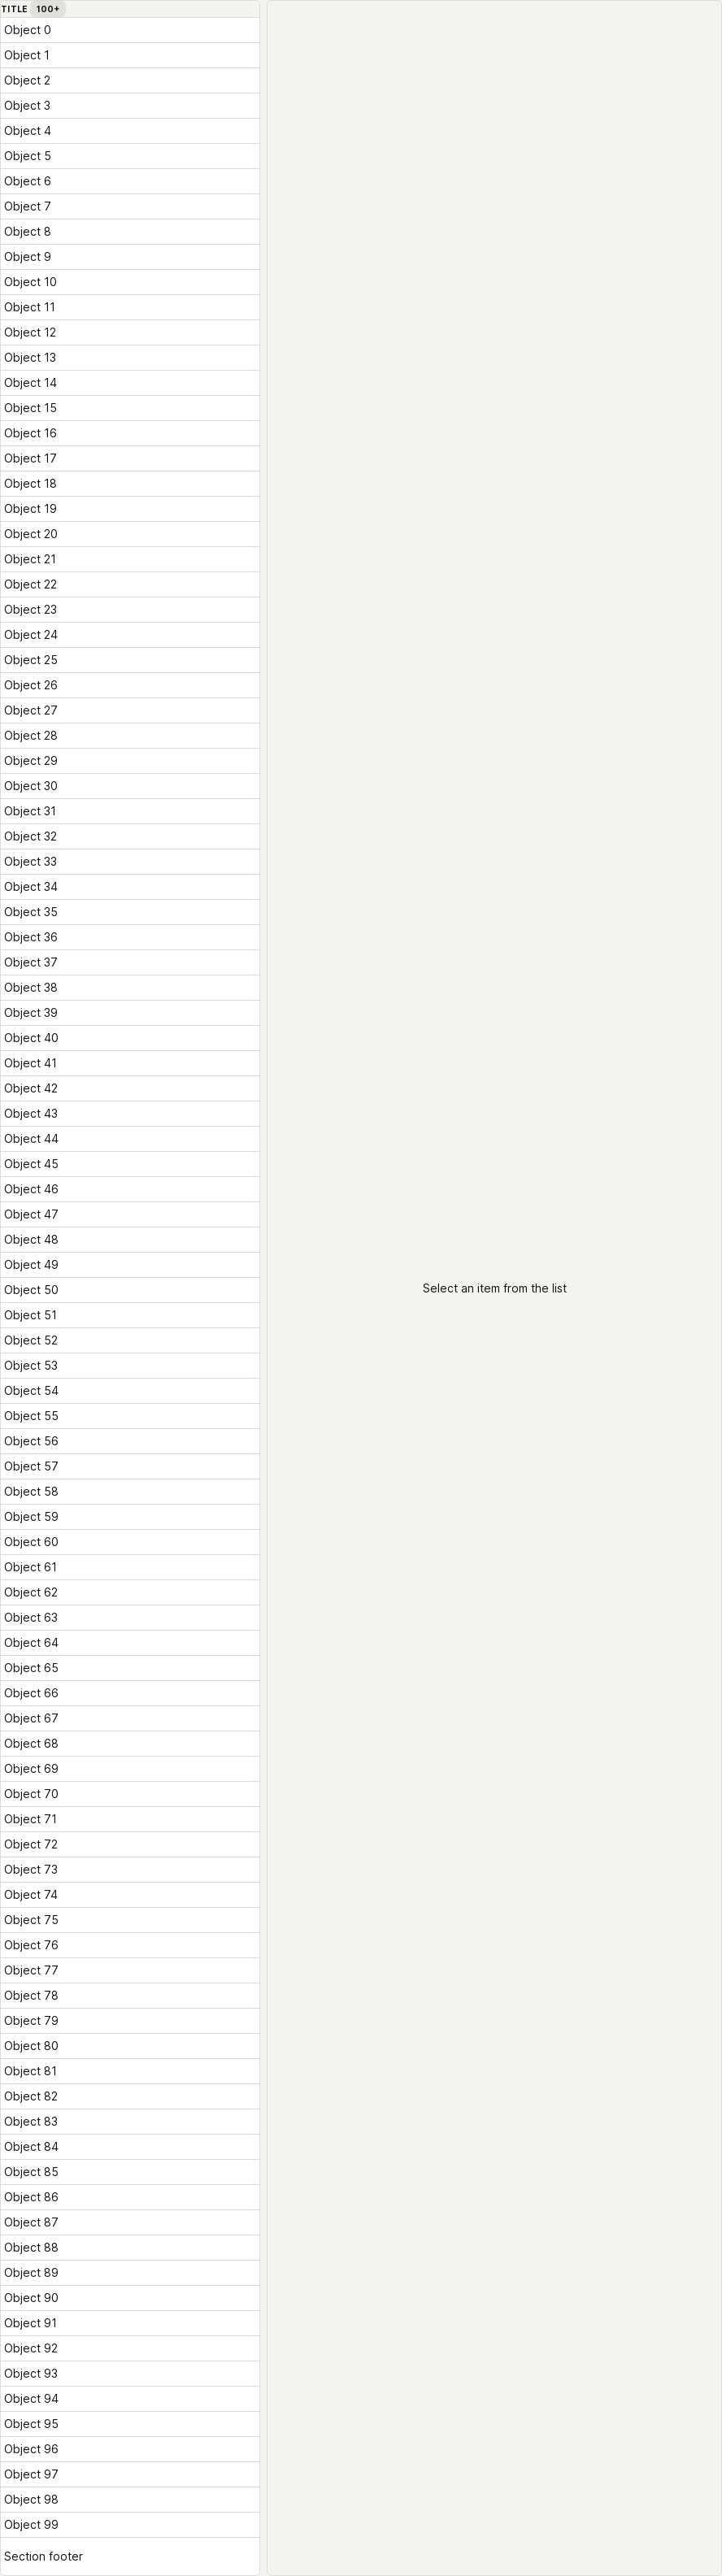 TITLE 100+
Object 0
Object 1
Object 2
Object 3
Object 4
Object 5
Object 6
Object 7
Object 8
Object 9
Object 10
Object 11
Object 12
Object 13
Object 14
Object 15
Object 16
Object 17
Object 18
Object 19
Object 20
Object 21
Object 22
Object 23
Object 24
Object 25
Object 26
Object 27
Object 28
Object 29
Object 30
Object 31
Object 32
Object 33
Object 34
Object 35
Object 36
Object 37
Object 38
Object 39
Object 40
Object 41
Object 42
Object 43
Object 44
Object 45
Object 46
Object 47
Object 48
Object 49
Object 50
Object 51
Object 52
Object 53
Object 54
Object 55
Object 56
Object 57
Object 58
Object 59
Object 60
Object 61
Object 62
Object 63
Object 64
Object 65
Object 66
Object 67
Object 68
Object 69
Object 70
Object 71
Object 72
Object 73
Object 74
Object 75
Object 76
Object 77
Object 78
Object 79
Object 80
Object 81
Object 82
Object 83
Object 84
Object 85
Object 86
Object 87
Object 88
Object 89
Object 90
Object 91
Object 92
Object 93
Object 94
Object 95
Object 96
Object 97
Object 98
Object 99
Section footer
Select an item from the list